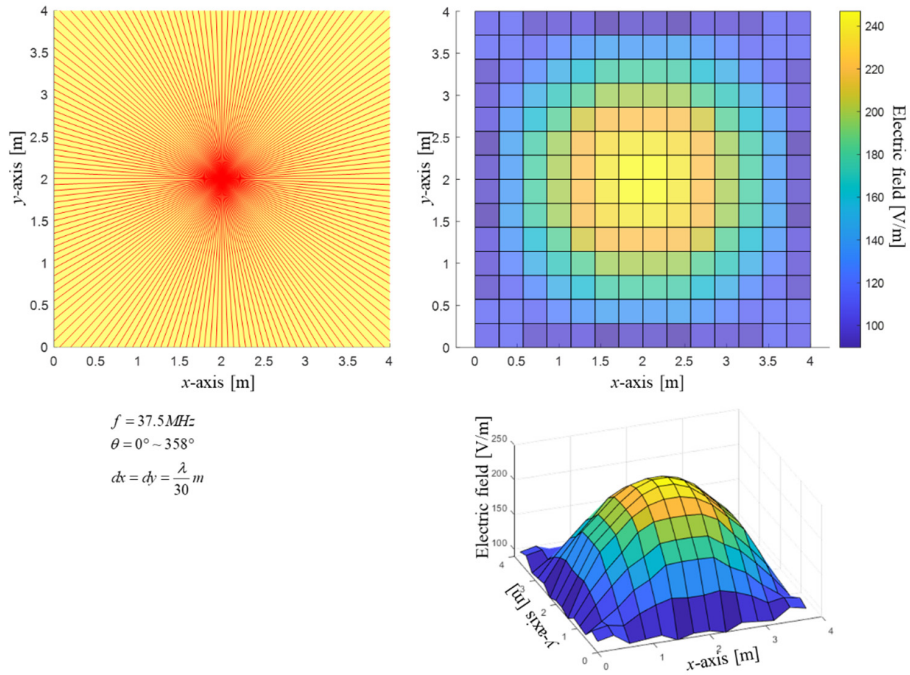 4
3.5
3
2.5
2
1.5
1
0.5
0
y-axis [m]
0 0.5 1 1.5 2 2.5 3 3.5 4
x-axis [m]
4
3.5
3
2.5
2
1.5
1
0.5
0
y-axis [m]
0 0.5 1 1.5 2 2.5 3 3.5 4
x-axis [m]
240
220
200
180
160
140
120
100
Electric field [V/m]
f = 37.5MHz
θ = 0° ~ 358°
dx = dy = λ/30 m
250
200
150
100
Electric field [V/m]
4
3
2
1
0
y-axis [m]
0 1 2 3 4
x-axis [m]